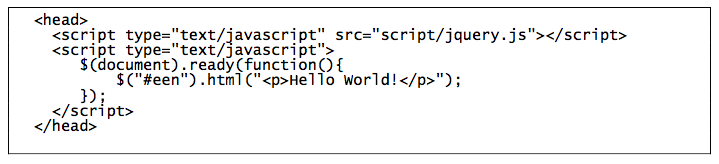 <head>
<script type="text/javascript" src="script/jquery.js"></script>
<script type="text/javascript">
$(document).ready(function(){
$("#een").html("<p>Hello World!</p>");
});
</script>
</head>